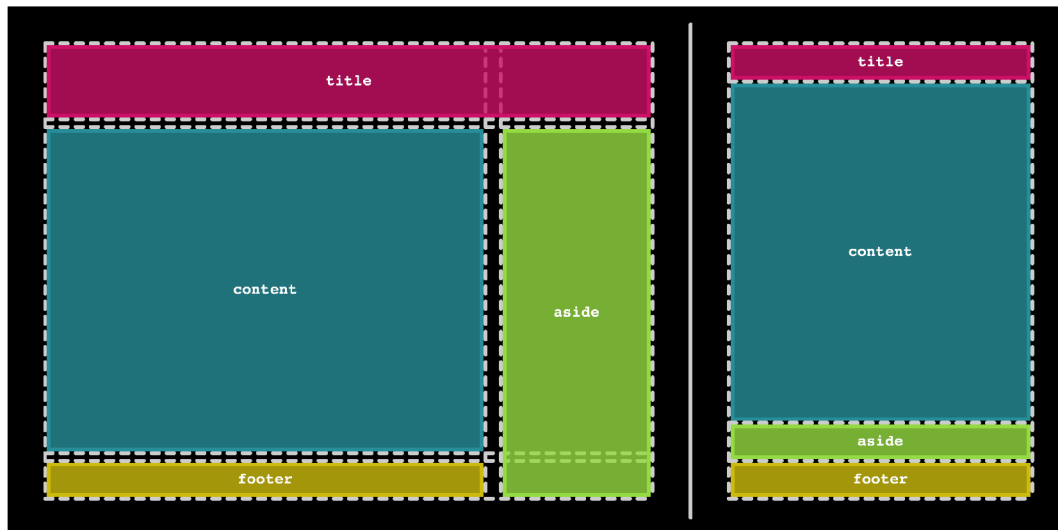 title
content
aside
footer
title
content
aside
footer